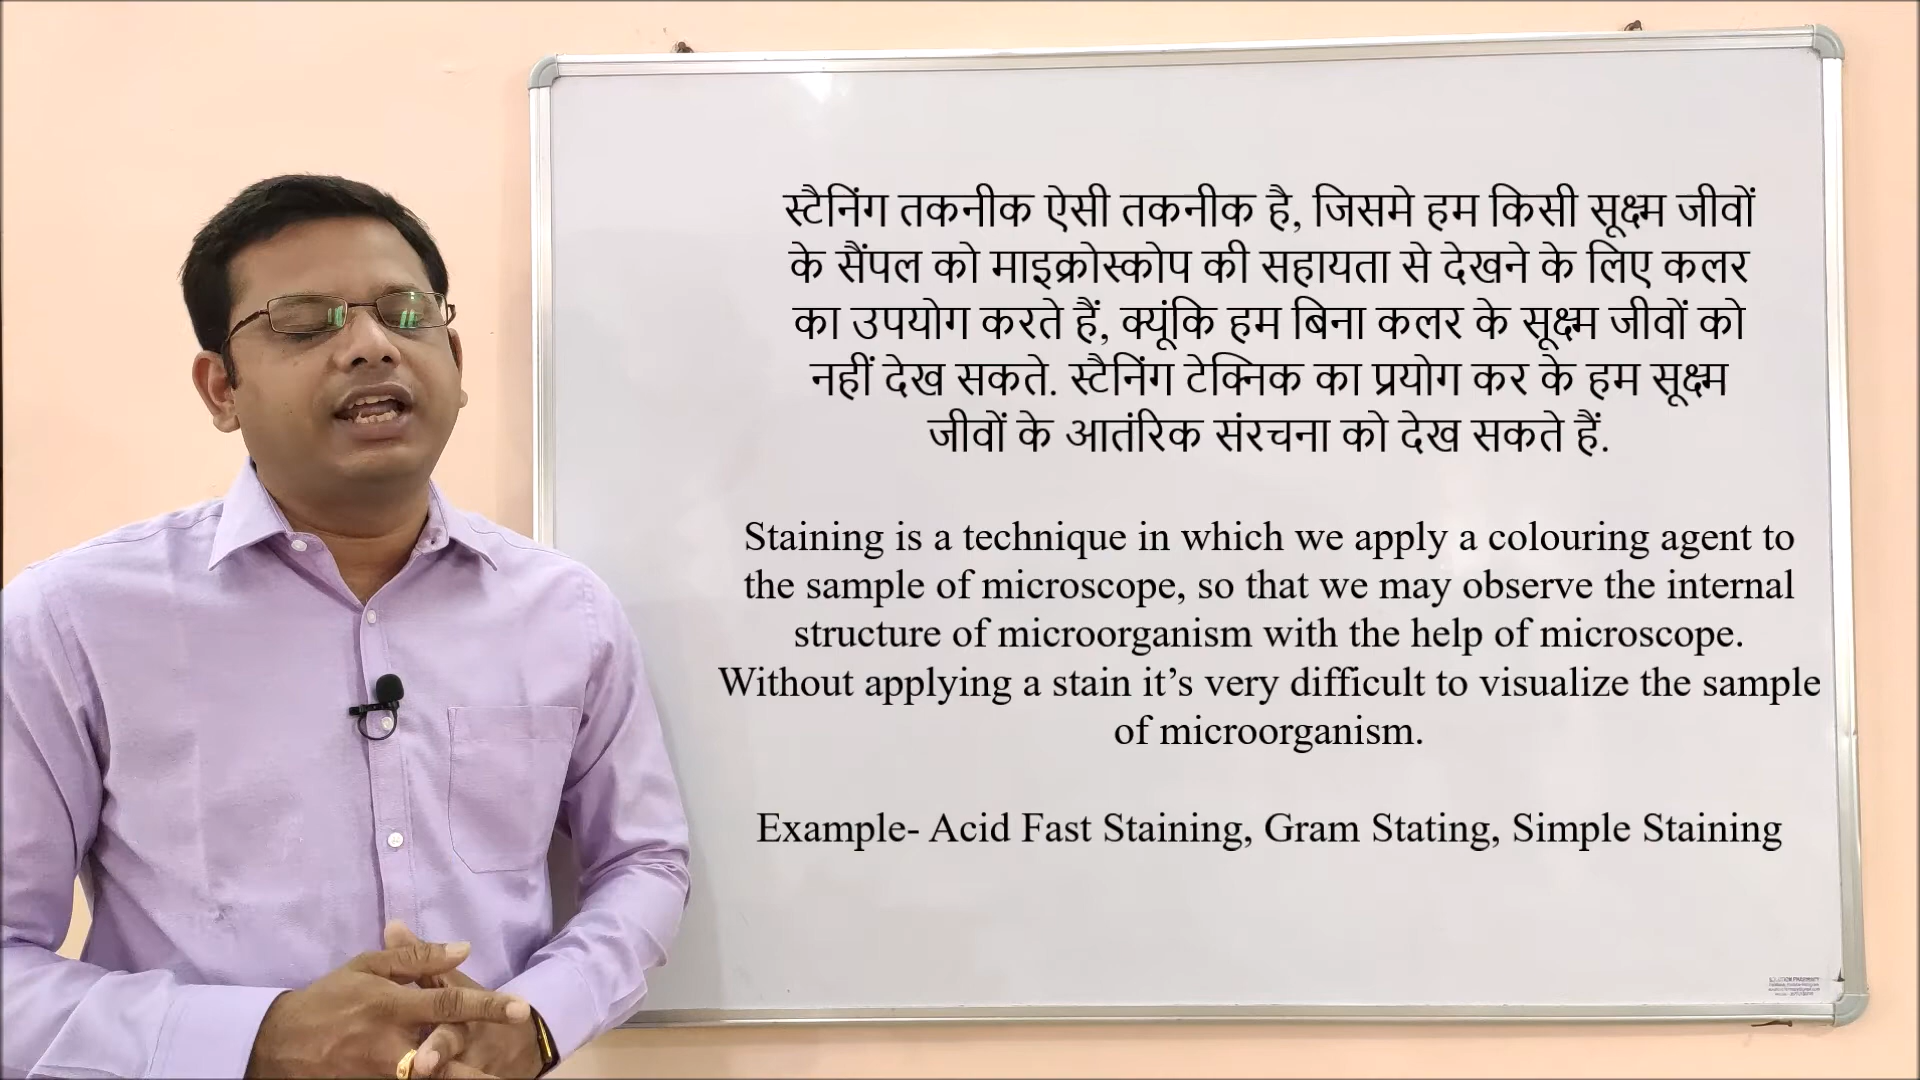 स्टैनिंग तकनीक ऐसी तकनीक है, जिसमे हम किसी सूक्ष्म जीवों
के सैंपल को माइक्रोस्कोप की सहायता से देखने के लिए कलर
का उपयोग करते हैं, क्यूंकि हम बिना कलर के सूक्ष्म जीवों को
नहीं देख सकते. स्टैनिंग टेक्निक का प्रयोग कर के हम सूक्ष्म
जीवों के आतंरिक संरचना को देख सकते हैं.
Staining is a technique in which we apply a colouring agent to
the sample of microscope, so that we may observe the internal
structure of microorganism with the help of microscope.
Without applying a stain it’s very difficult to visualize the sample
of microorganism.
Example- Acid Fast Staining, Gram Stating, Simple Staining